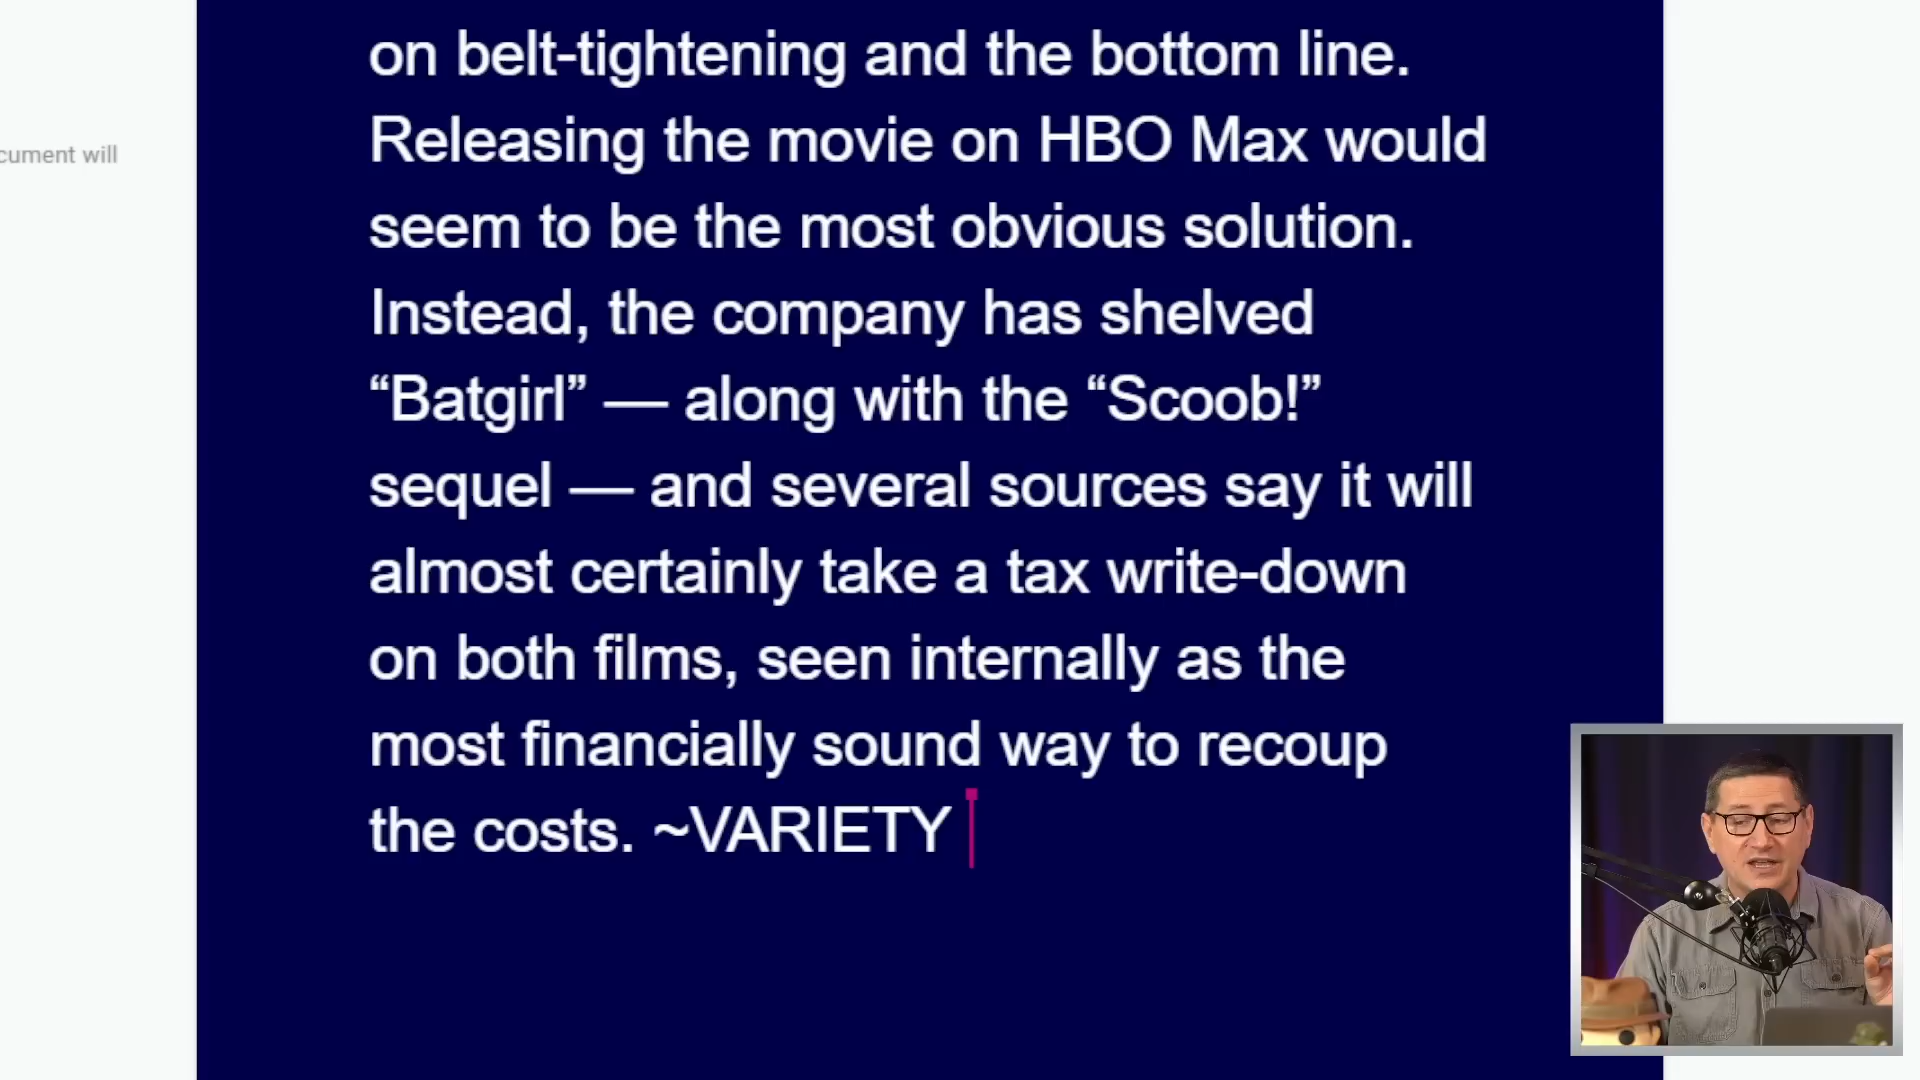 on belt-tightening and the bottom line.
Releasing the movie on HBO Max would
cument will
seem to be the most obvious solution.
Instead, the company has shelved
“Batgirl” — along with the “Scoob!”
sequel — and several sources say it will
almost certainly take a tax write-down
on both films, seen internally as the
most financially sound way to recoup
the costs. ~VARIETY